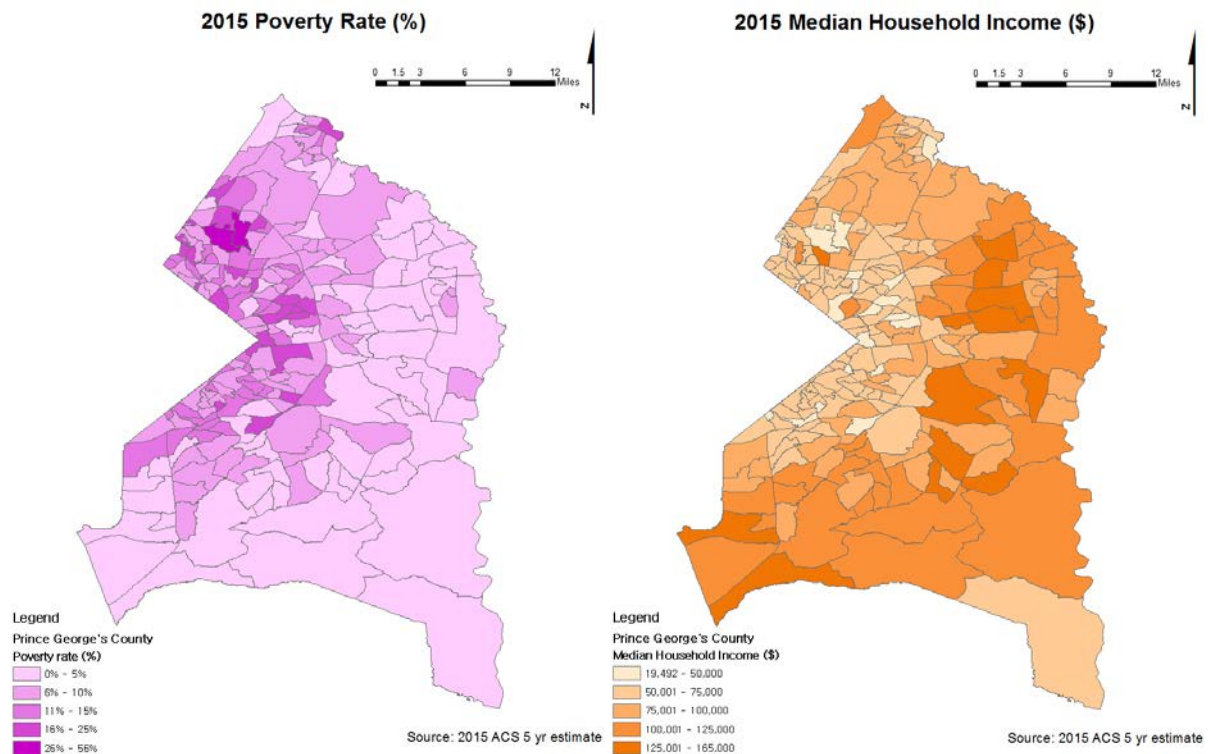 2015 Poverty Rate (%)
0 1.5 3 6 9 12
Miles
N
Legend
Prince George's County
Poverty rate (%)
0% - 5%
6% - 10%
11% - 15%
16% - 25%
26% - 56%
Source: 2015 ACS 5 yr estimate
2015 Median Household Income ($)
0 1.5 3 6 9 12
Miles
N
Legend
Prince George's County
Median Household Income ($)
19,492 - 50,000
50,001 - 75,000
75,001 - 100,000
100,001 - 125,000
125,001 - 165,000
Source: 2015 ACS 5 yr estimate